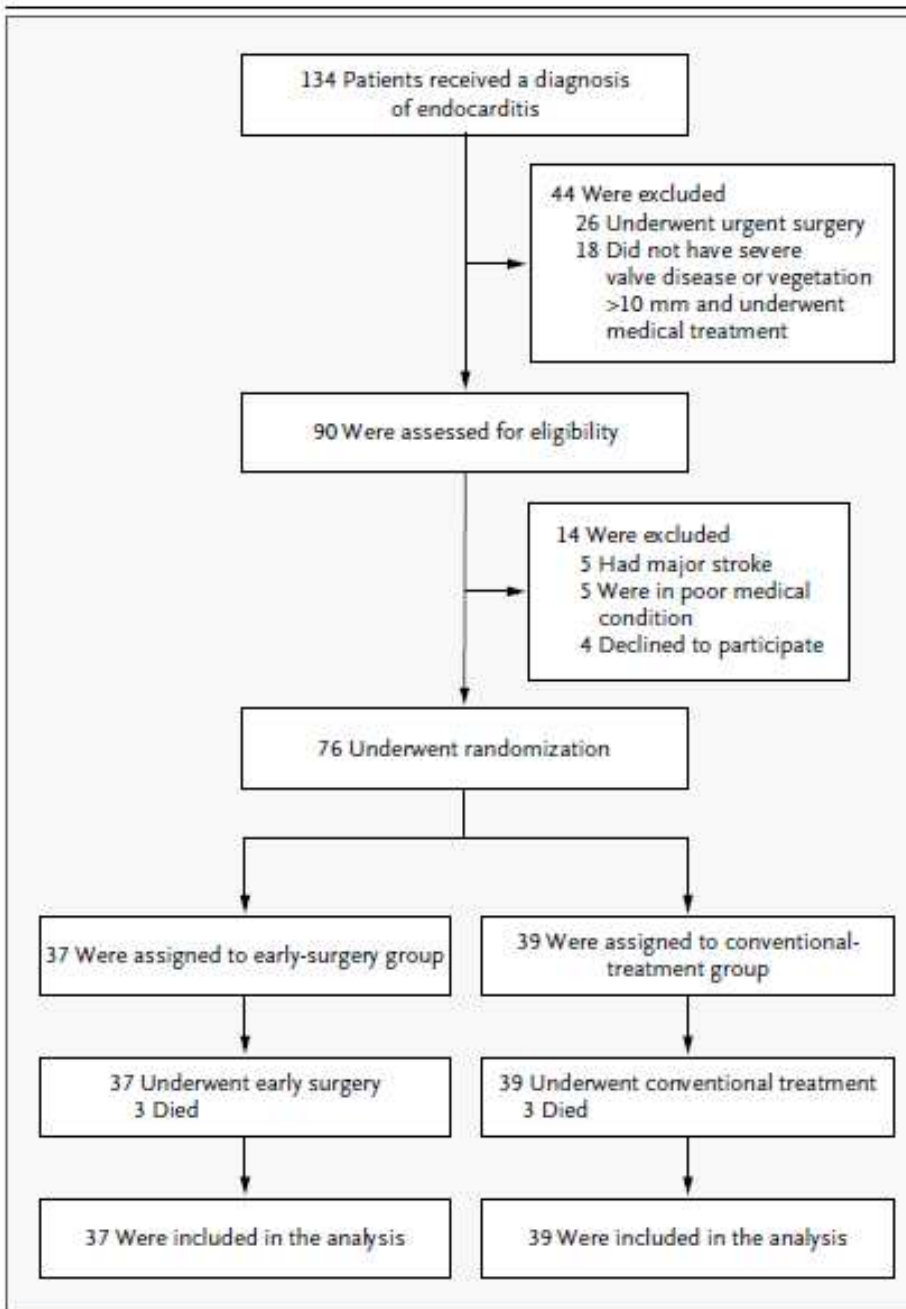 134 Patients received a diagnosis
of endocarditis
44 Were excluded
26 Underwent urgent surgery
18 Did not have severe
valve disease or vegetation
>10 mm and underwent
medical treatment
90 Were assessed for eligibility
14 Were excluded
5 Had major stroke
5 Were in poor medical
condition
4 Declined to participate
76 Underwent randomization
37 Were assigned to early-surgery group
39 Were assigned to conventional-
treatment group
37 Underwent early surgery
3 Died
39 Underwent conventional treatment
3 Died
37 Were included in the analysis
39 Were included in the analysis